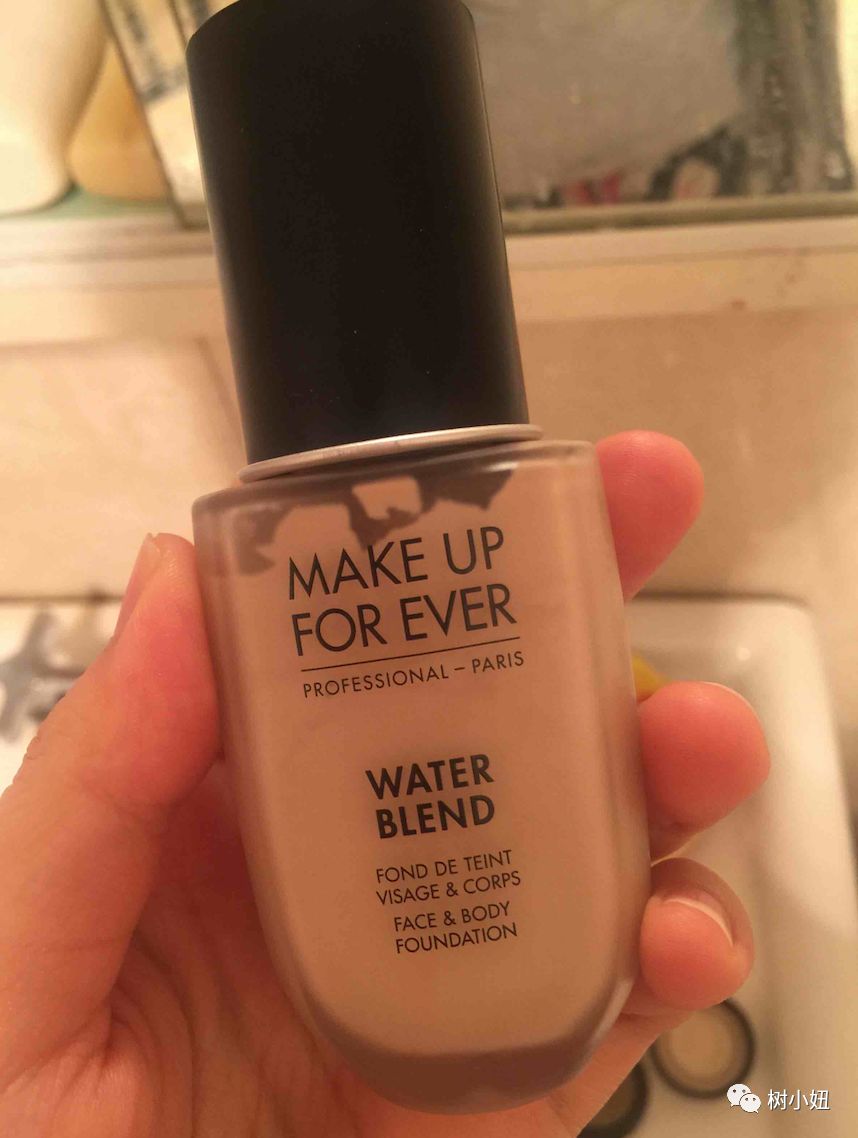 MAKE UP
FOR EVER
PROFESSIONAL – PARIS
WATER
BLEND
FOND DE TEINT
VISAGE & CORPS
FACE & BODY
FOUNDATION
树小妞